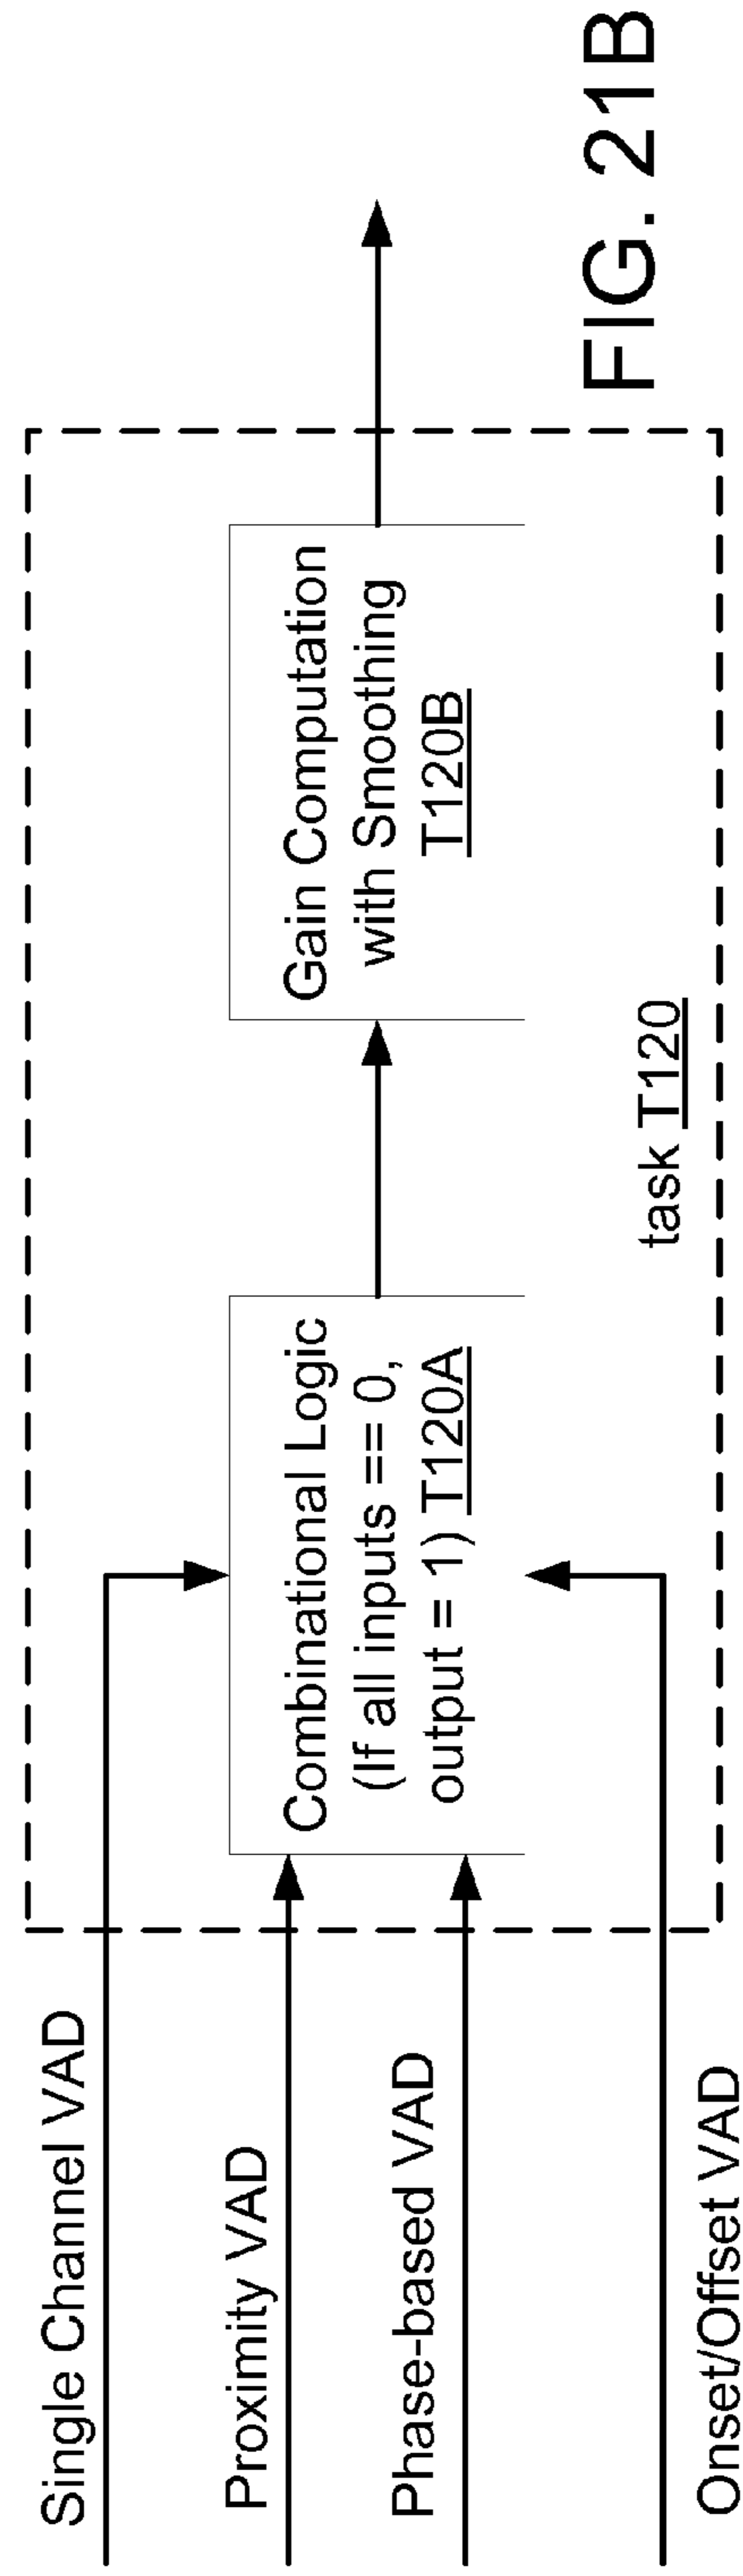 Single Channel VAD
Proximity VAD
Phase-based VAD
Onset/Offset VAD
Combinational Logic
(If all inputs == 0,
output = 1) T120A
Gain Computation
with Smoothing
T120B
task T120
FIG. 21B